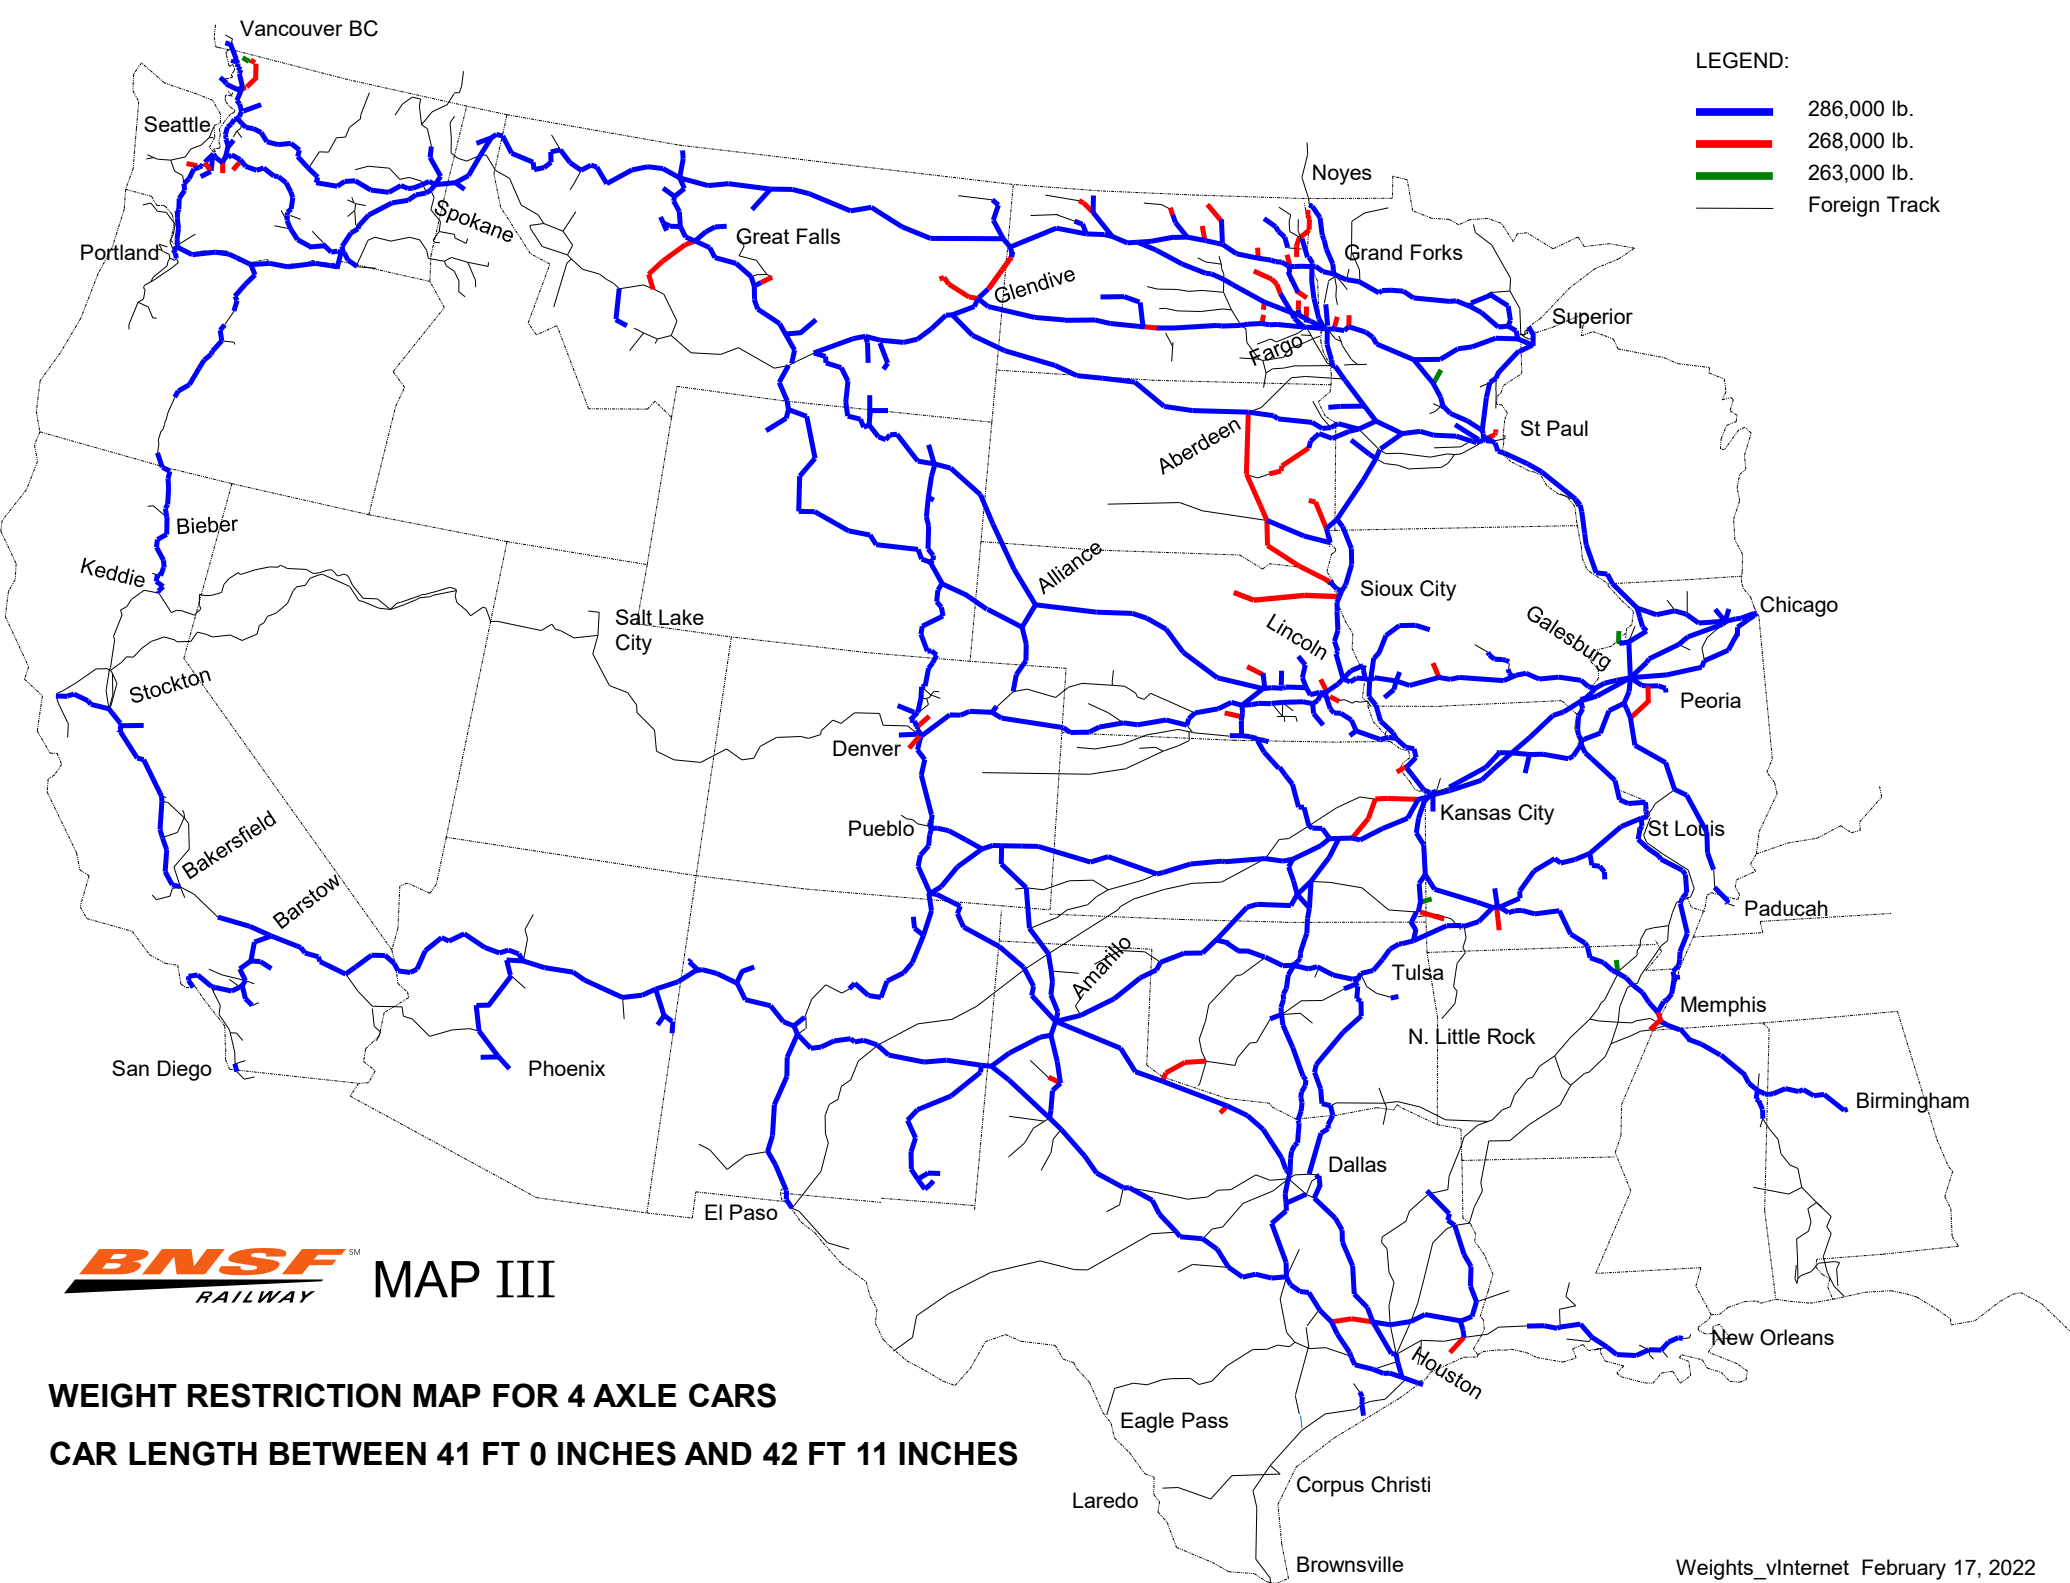 Vancouver BC
LEGEND:
286,000 lb.
268,000 lb.
263,000 lb.
Foreign Track
Seattle
Noyes
Spokane
Portland
Great Falls
Grand Forks
Glendive
Superior
Fargo
Aberdeen
St Paul
Bieber
Keddie
Alliance
Sioux City
Salt Lake
City
Chicago
Galesburg
Lincoln
Stockton
Peoria
Denver
Pueblo
Kansas City
St Louis
Bakersfield
Barstow
Paducah
Amarillo
Tulsa
Memphis
N. Little Rock
San Diego
Phoenix
Birmingham
Dallas
El Paso
BNSF SM
RAILWAY
MAP III
New Orleans
Houston
WEIGHT RESTRICTION MAP FOR 4 AXLE CARS
Eagle Pass
CAR LENGTH BETWEEN 41 FT 0 INCHES AND 42 FT 11 INCHES
Corpus Christi
Laredo
Brownsville
Weights_vInternet February 17, 2022